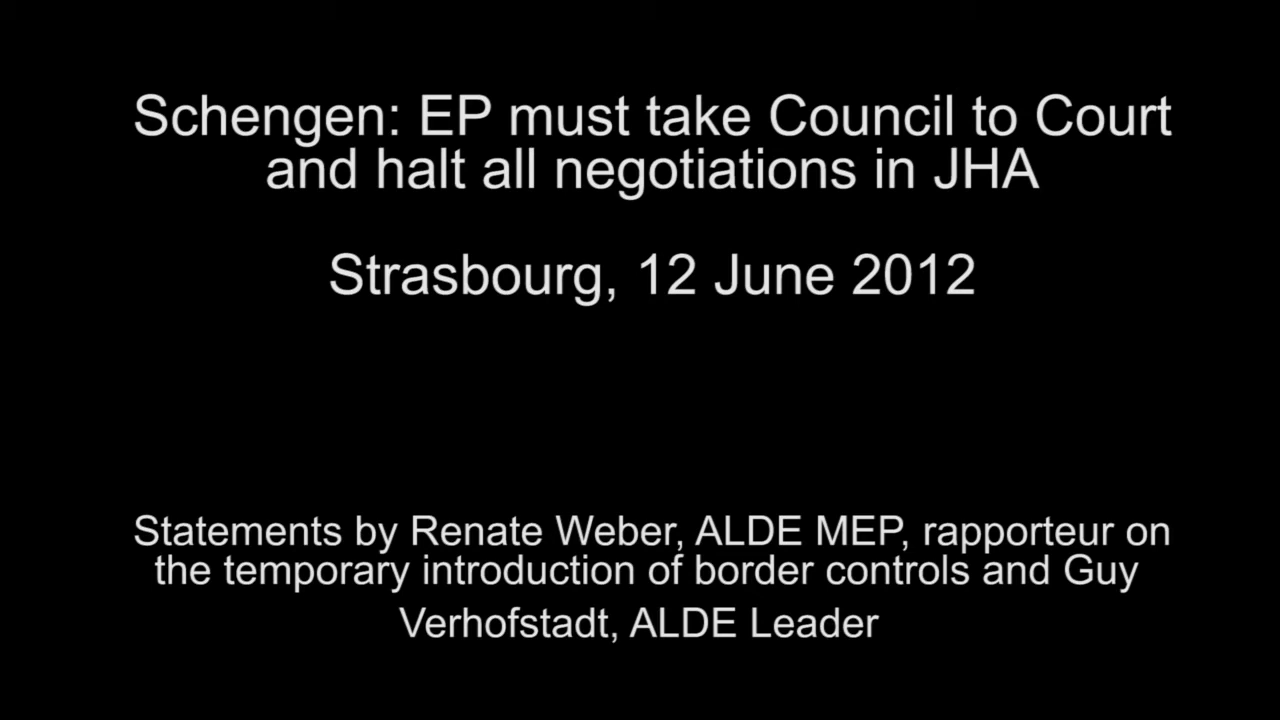 Schengen: EP must take Council to Court
and halt all negotiations in JHA
Strasbourg, 12 June 2012
Statements by Renate Weber, ALDE MEP, rapporteur on
the temporary introduction of border controls and Guy
Verhofstadt, ALDE Leader